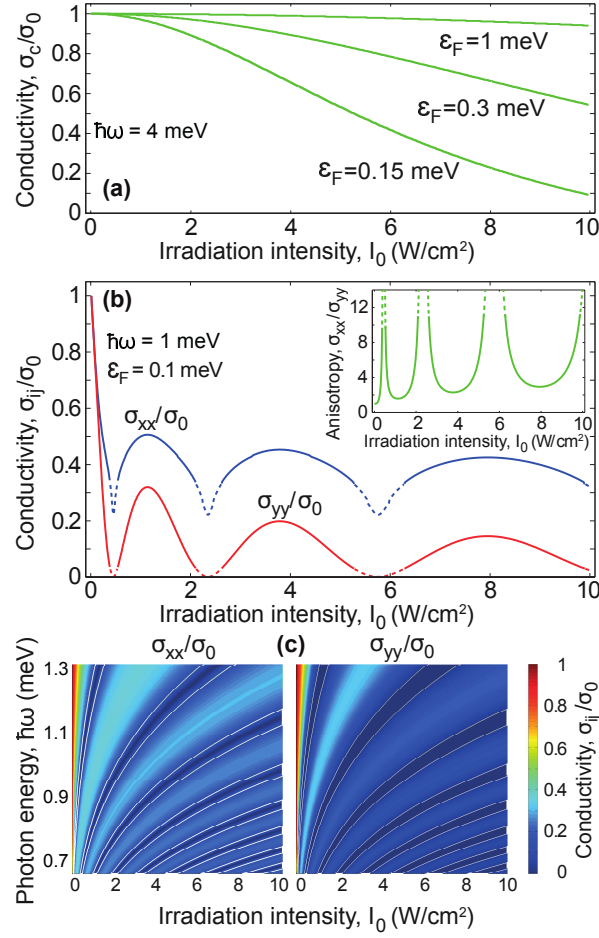 Conductivity, σc/σ0
1
0.8
0.6
0.4
0.2
0
εF=1 meV
εF=0.3 meV
ħω = 4 meV
εF=0.15 meV
(a)
0 2 4 6 8 10
Irradiation intensity, I0 (W/cm²)
Conductivity, σij/σ0
1
0.8
0.6
0.4
0.2
0
(b)
ħω = 1 meV
εF = 0.1 meV
σxx/σ0
σyy/σ0
Anisotropy, σxx/σyy
12
8
4
0 1 2 3 4 5 6 7 8 9 10
Irradiation intensity, I0 (W/cm²)
0 2 4 6 8 10
Irradiation intensity, I0 (W/cm²)
σxx/σ0 (c) σyy/σ0
Photon energy, ħω (meV)
1.3
1.1
0.9
0.7
0 2 4 6 8 10
0 2 4 6 8 10
1
0.8
0.6
0.4
0.2
0
Conductivity, σij/σ0
Irradiation intensity, I0 (W/cm²)